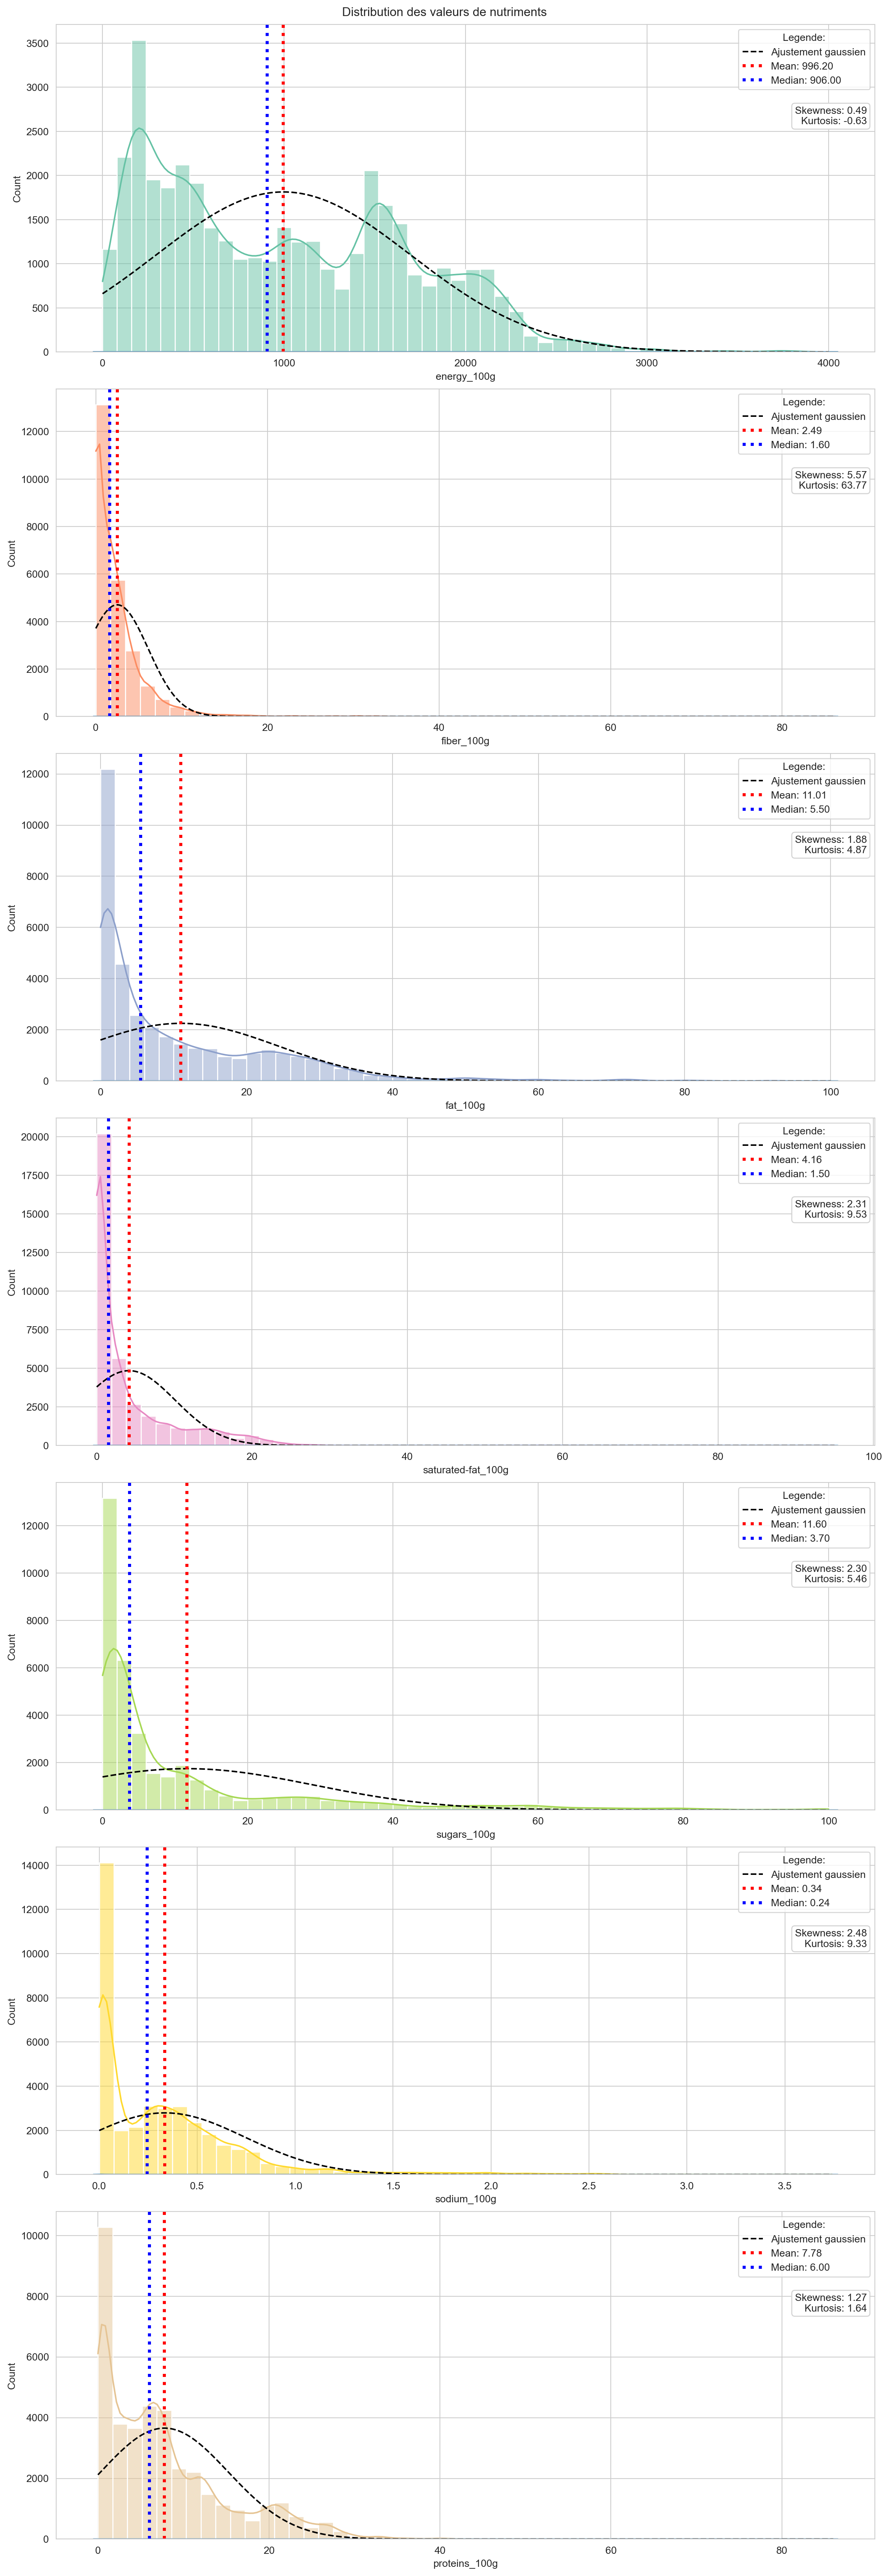 Distribution des valeurs de nutriments
Legende:
Ajustement gaussien
Mean: 996.20
Median: 906.00
Skewness: 0.49
Kurtosis: -0.63
Count
3500
3000
2500
2000
1500
1000
500
0
0 1000 2000 3000 4000
energy_100g
Legende:
Ajustement gaussien
Mean: 2.49
Median: 1.60
Skewness: 5.57
Kurtosis: 63.77
Count
12000
10000
8000
6000
4000
2000
0
0 20 40 60 80
fiber_100g
Legende:
Ajustement gaussien
Mean: 11.01
Median: 5.50
Skewness: 1.88
Kurtosis: 4.87
Count
12000
10000
8000
6000
4000
2000
0
0 20 40 60 80 100
fat_100g
Legende:
Ajustement gaussien
Mean: 4.16
Median: 1.50
Skewness: 2.31
Kurtosis: 9.53
Count
20000
17500
15000
12500
10000
7500
5000
2500
0
0 20 40 60 80 100
saturated-fat_100g
Legende:
Ajustement gaussien
Mean: 11.60
Median: 3.70
Skewness: 2.30
Kurtosis: 5.46
Count
12000
10000
8000
6000
4000
2000
0
0 20 40 60 80 100
sugars_100g
Legende:
Ajustement gaussien
Mean: 0.34
Median: 0.24
Skewness: 2.48
Kurtosis: 9.33
Count
14000
12000
10000
8000
6000
4000
2000
0
0.0 0.5 1.0 1.5 2.0 2.5 3.0 3.5
sodium_100g
Legende:
Ajustement gaussien
Mean: 7.78
Median: 6.00
Skewness: 1.27
Kurtosis: 1.64
Count
10000
8000
6000
4000
2000
0
0 20 40 60 80
proteins_100g